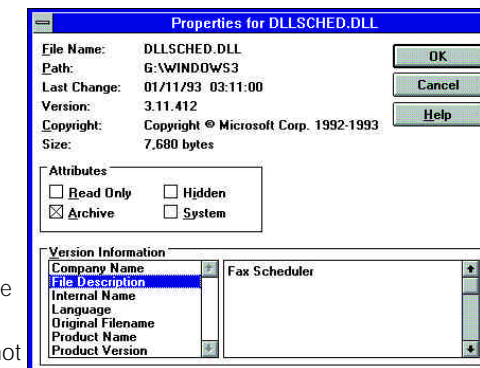 Properties for DLLSCHED.DLL
File Name: DLLSCHED.DLL
Path: G:\WINDOWS3
Last Change: 01/11/93 03:11:00
Version: 3.11.412
Copyright: Copyright © Microsoft Corp. 1992-1993
Size: 7,680 bytes
OK
Cancel
Help
Attributes
Read Only Hidden
Archive System
Version Information
Company Name
File Description
Internal Name
Language
Original Filename
Product Name
Product Version
Fax Scheduler